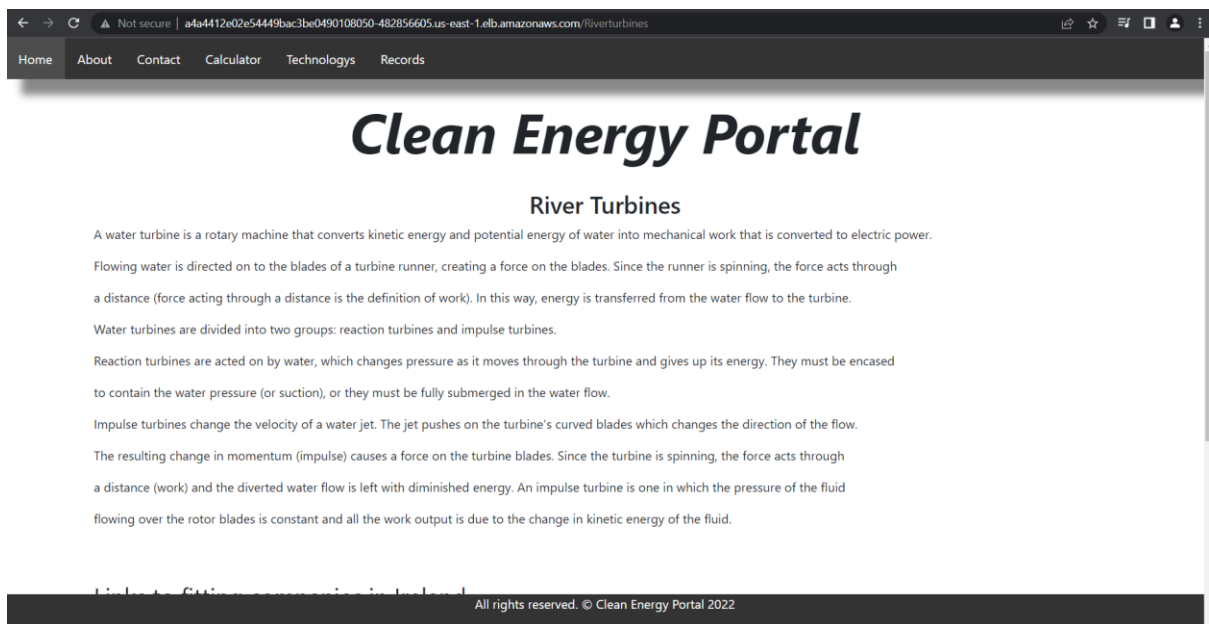 Not secure | a4a4412e02e54449bac3be0490108050-482856605.us-east-1.elb.amazonaws.com/Riverturbines
Home About Contact Calculator Technologys Records
Clean Energy Portal
River Turbines
A water turbine is a rotary machine that converts kinetic energy and potential energy of water into mechanical work that is converted to electric power.
Flowing water is directed on to the blades of a turbine runner, creating a force on the blades. Since the runner is spinning, the force acts through
a distance (force acting through a distance is the definition of work). In this way, energy is transferred from the water flow to the turbine.
Water turbines are divided into two groups: reaction turbines and impulse turbines.
Reaction turbines are acted on by water, which changes pressure as it moves through the turbine and gives up its energy. They must be encased
to contain the water pressure (or suction), or they must be fully submerged in the water flow.
Impulse turbines change the velocity of a water jet. The jet pushes on the turbine's curved blades which changes the direction of the flow.
The resulting change in momentum (impulse) causes a force on the turbine blades. Since the turbine is spinning, the force acts through
a distance (work) and the diverted water flow is left with diminished energy. An impulse turbine is one in which the pressure of the fluid
flowing over the rotor blades is constant and all the work output is due to the change in kinetic energy of the fluid.
Links to fitting companies in Ireland
All rights reserved. © Clean Energy Portal 2022